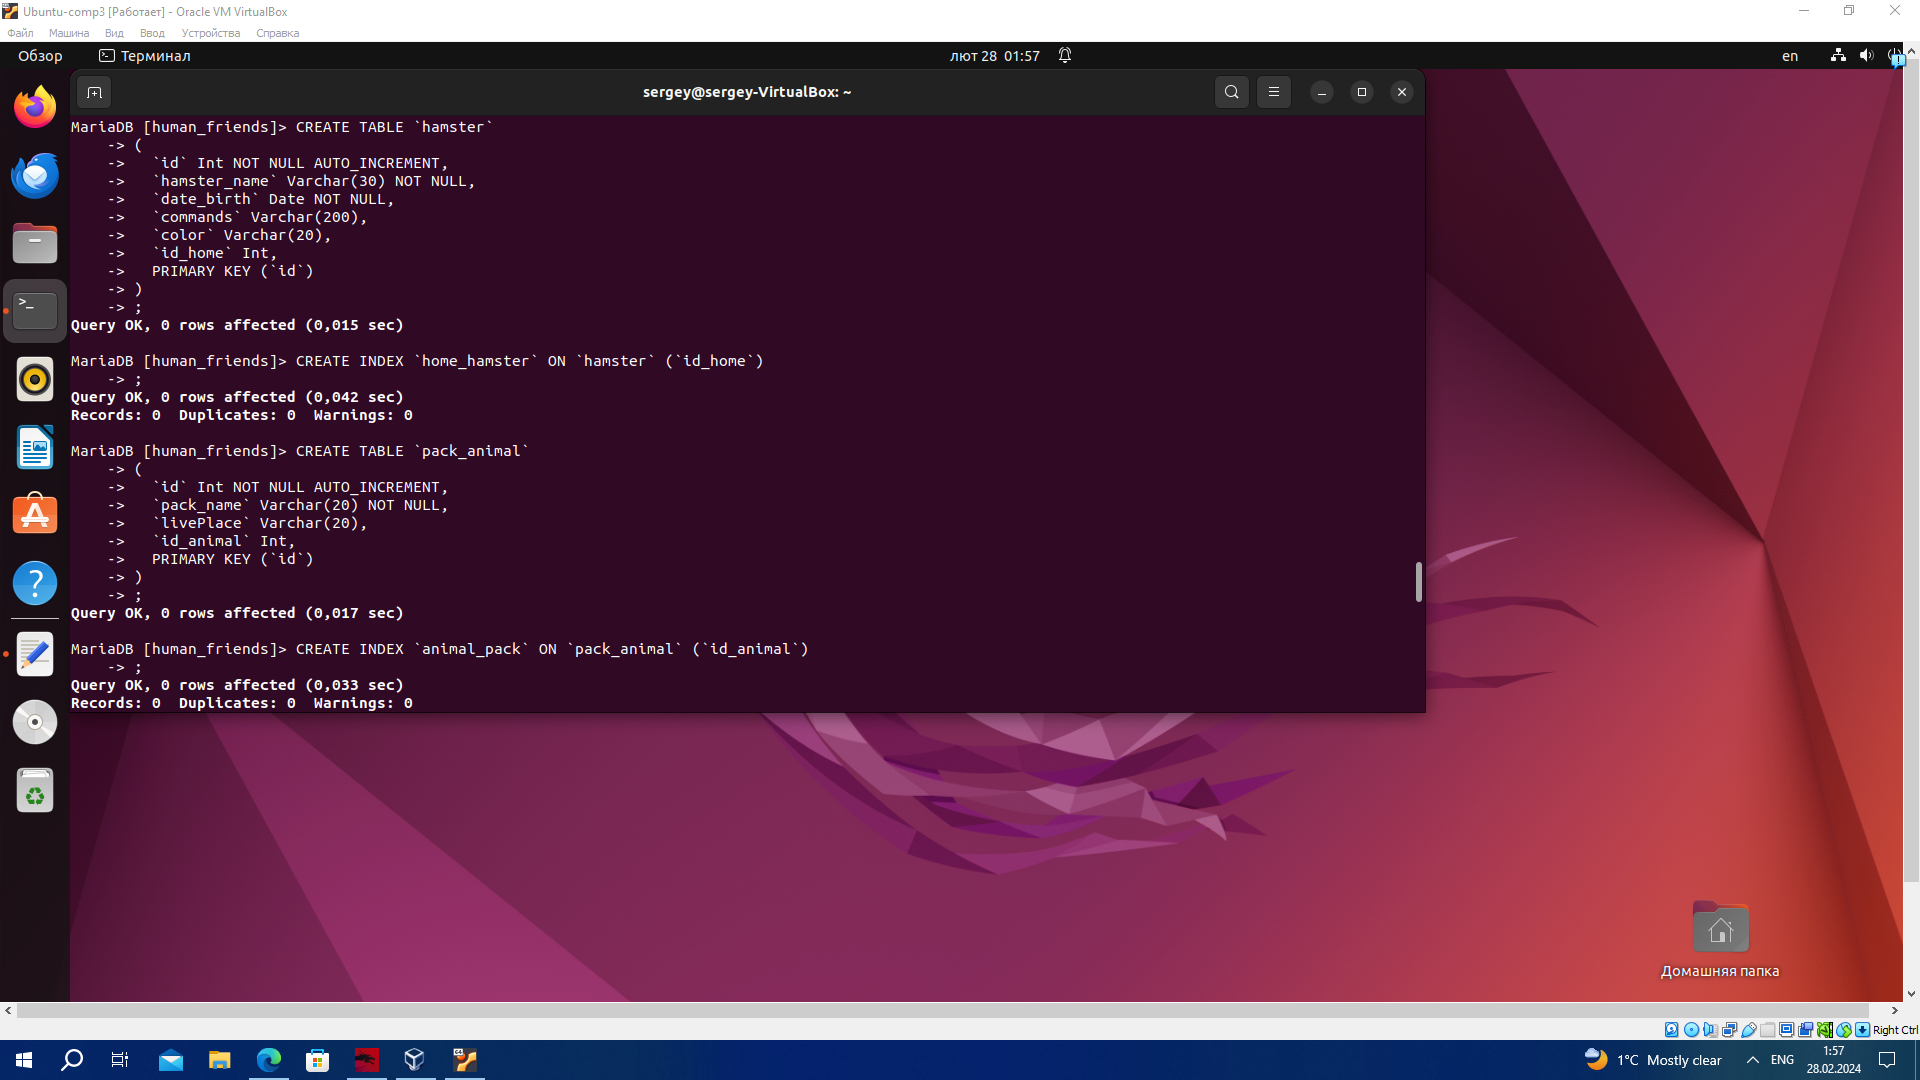 Ubuntu-comp3 [Работает] - Oracle VM VirtualBox
Файл Машина Вид Ввод Устройства Справка
Обзор Терминал лют 28 01:57 en
sergey@sergey-VirtualBox: ~
MariaDB [human_friends]> CREATE TABLE `hamster`
-> (
-> `id` Int NOT NULL AUTO_INCREMENT,
-> `hamster_name` Varchar(30) NOT NULL,
-> `date_birth` Date NOT NULL,
-> `commands` Varchar(200),
-> `color` Varchar(20),
-> `id_home` Int,
-> PRIMARY KEY (`id`)
-> )
-> ;
Query OK, 0 rows affected (0,015 sec)
MariaDB [human_friends]> CREATE INDEX `home_hamster` ON `hamster` (`id_home`)
-> ;
Query OK, 0 rows affected (0,042 sec)
Records: 0 Duplicates: 0 Warnings: 0
MariaDB [human_friends]> CREATE TABLE `pack_animal`
-> (
-> `id` Int NOT NULL AUTO_INCREMENT,
-> `pack_name` Varchar(20) NOT NULL,
-> `livePlace` Varchar(20),
-> `id_animal` Int,
-> PRIMARY KEY (`id`)
-> )
-> ;
Query OK, 0 rows affected (0,017 sec)
MariaDB [human_friends]> CREATE INDEX `animal_pack` ON `pack_animal` (`id_animal`)
-> ;
Query OK, 0 rows affected (0,033 sec)
Records: 0 Duplicates: 0 Warnings: 0
Домашняя папка
Right Ctrl
1°C Mostly clear ENG 1:57
28.02.2024